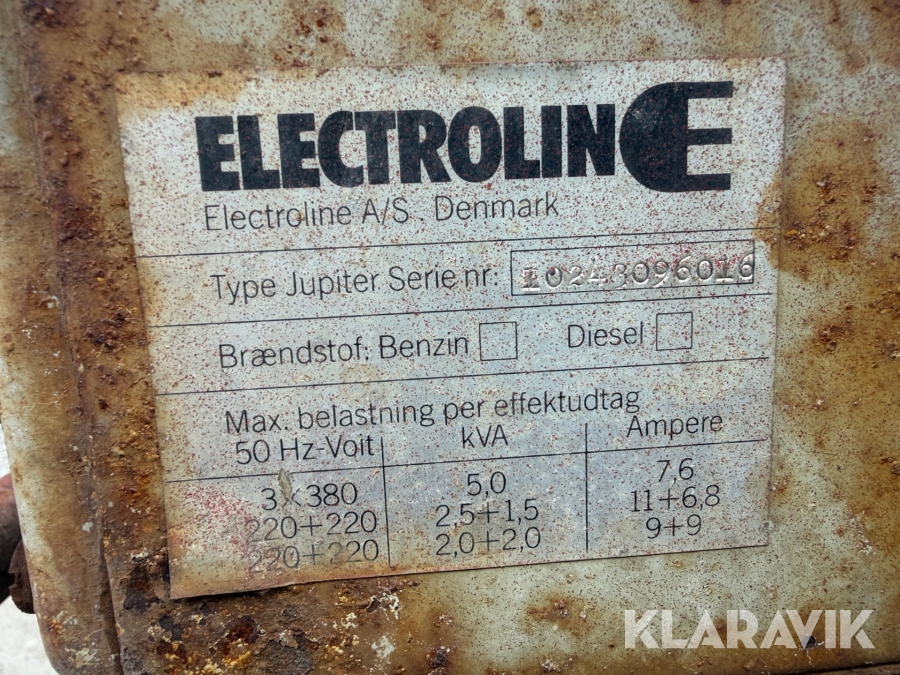 ELECTROLINE
Electroline A/S . Denmark
Type Jupiter Serie nr: 10243096016
Brændstof: Benzin Diesel
Max. belastning per effektudtag
50 Hz-Voit kVA Ampere
3x380 5,0 7,6
220+220 2,5+1,5 11+6,8
220+220 2,0+2,0 9+9
KLARAVIK